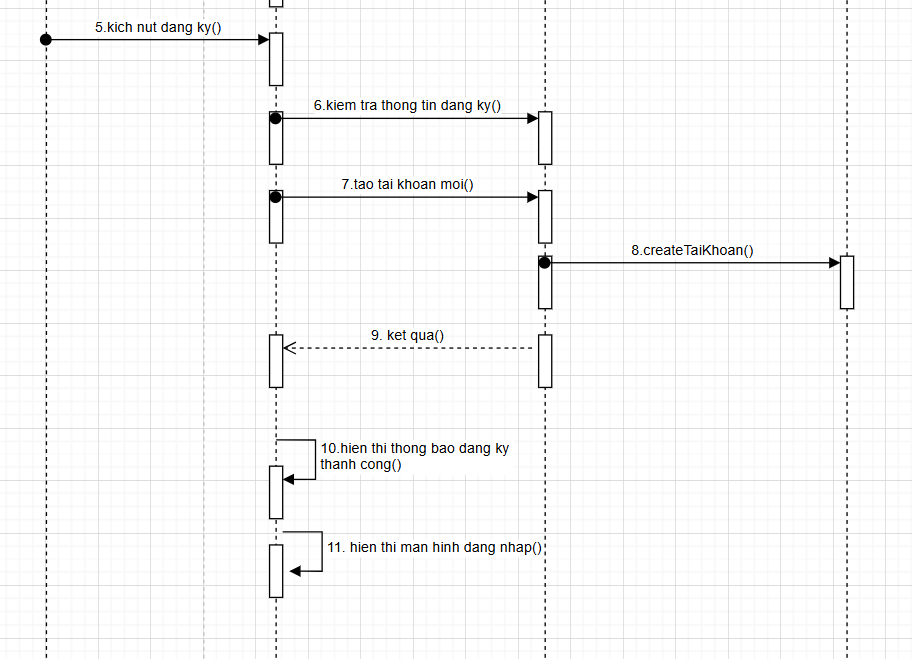 5.kich nut dang ky()
6.kiem tra thong tin dang ky()
7.tao tai khoan moi()
8.createTaiKhoan()
9. ket qua()
10.hien thi thong bao dang ky
thanh cong()
11. hien thi man hinh dang nhap()